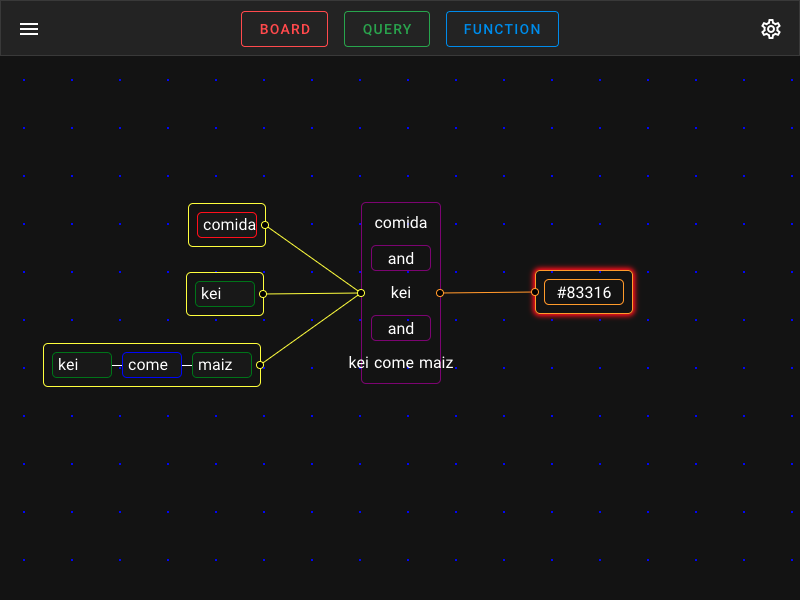 BOARD QUERY FUNCTION
comida
kei
kei come maiz
comida
and
kei
and
kei come maiz
#83316